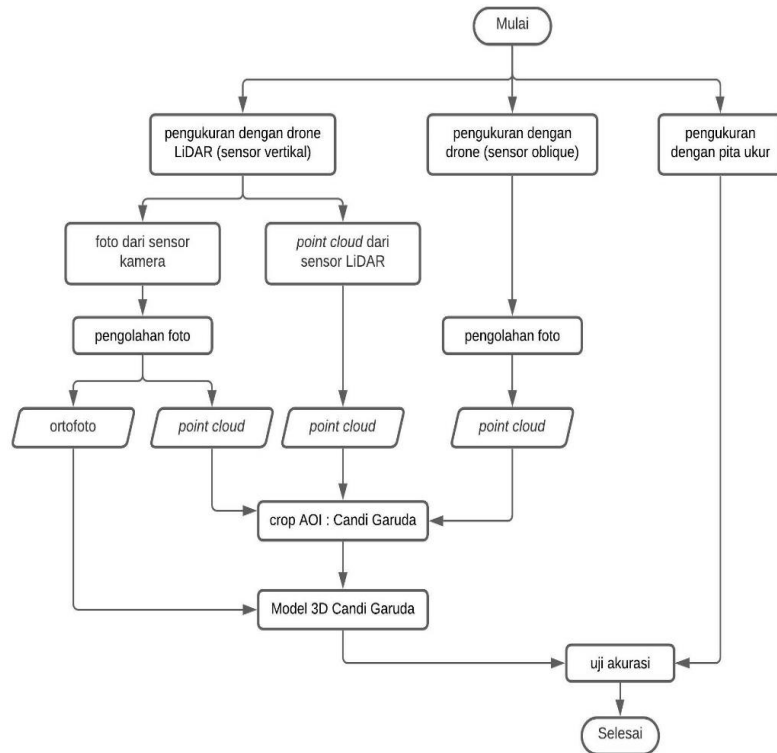 Mulai
pengukuran dengan drone
LiDAR (sensor vertikal)
pengukuran dengan
drone (sensor oblique)
pengukuran
dengan pita ukur
foto dari sensor
kamera
point cloud dari
sensor LiDAR
pengolahan foto
pengolahan foto
ortofoto
point cloud
point cloud
point cloud
crop AOI : Candi Garuda
Model 3D Candi Garuda
uji akurasi
Selesai